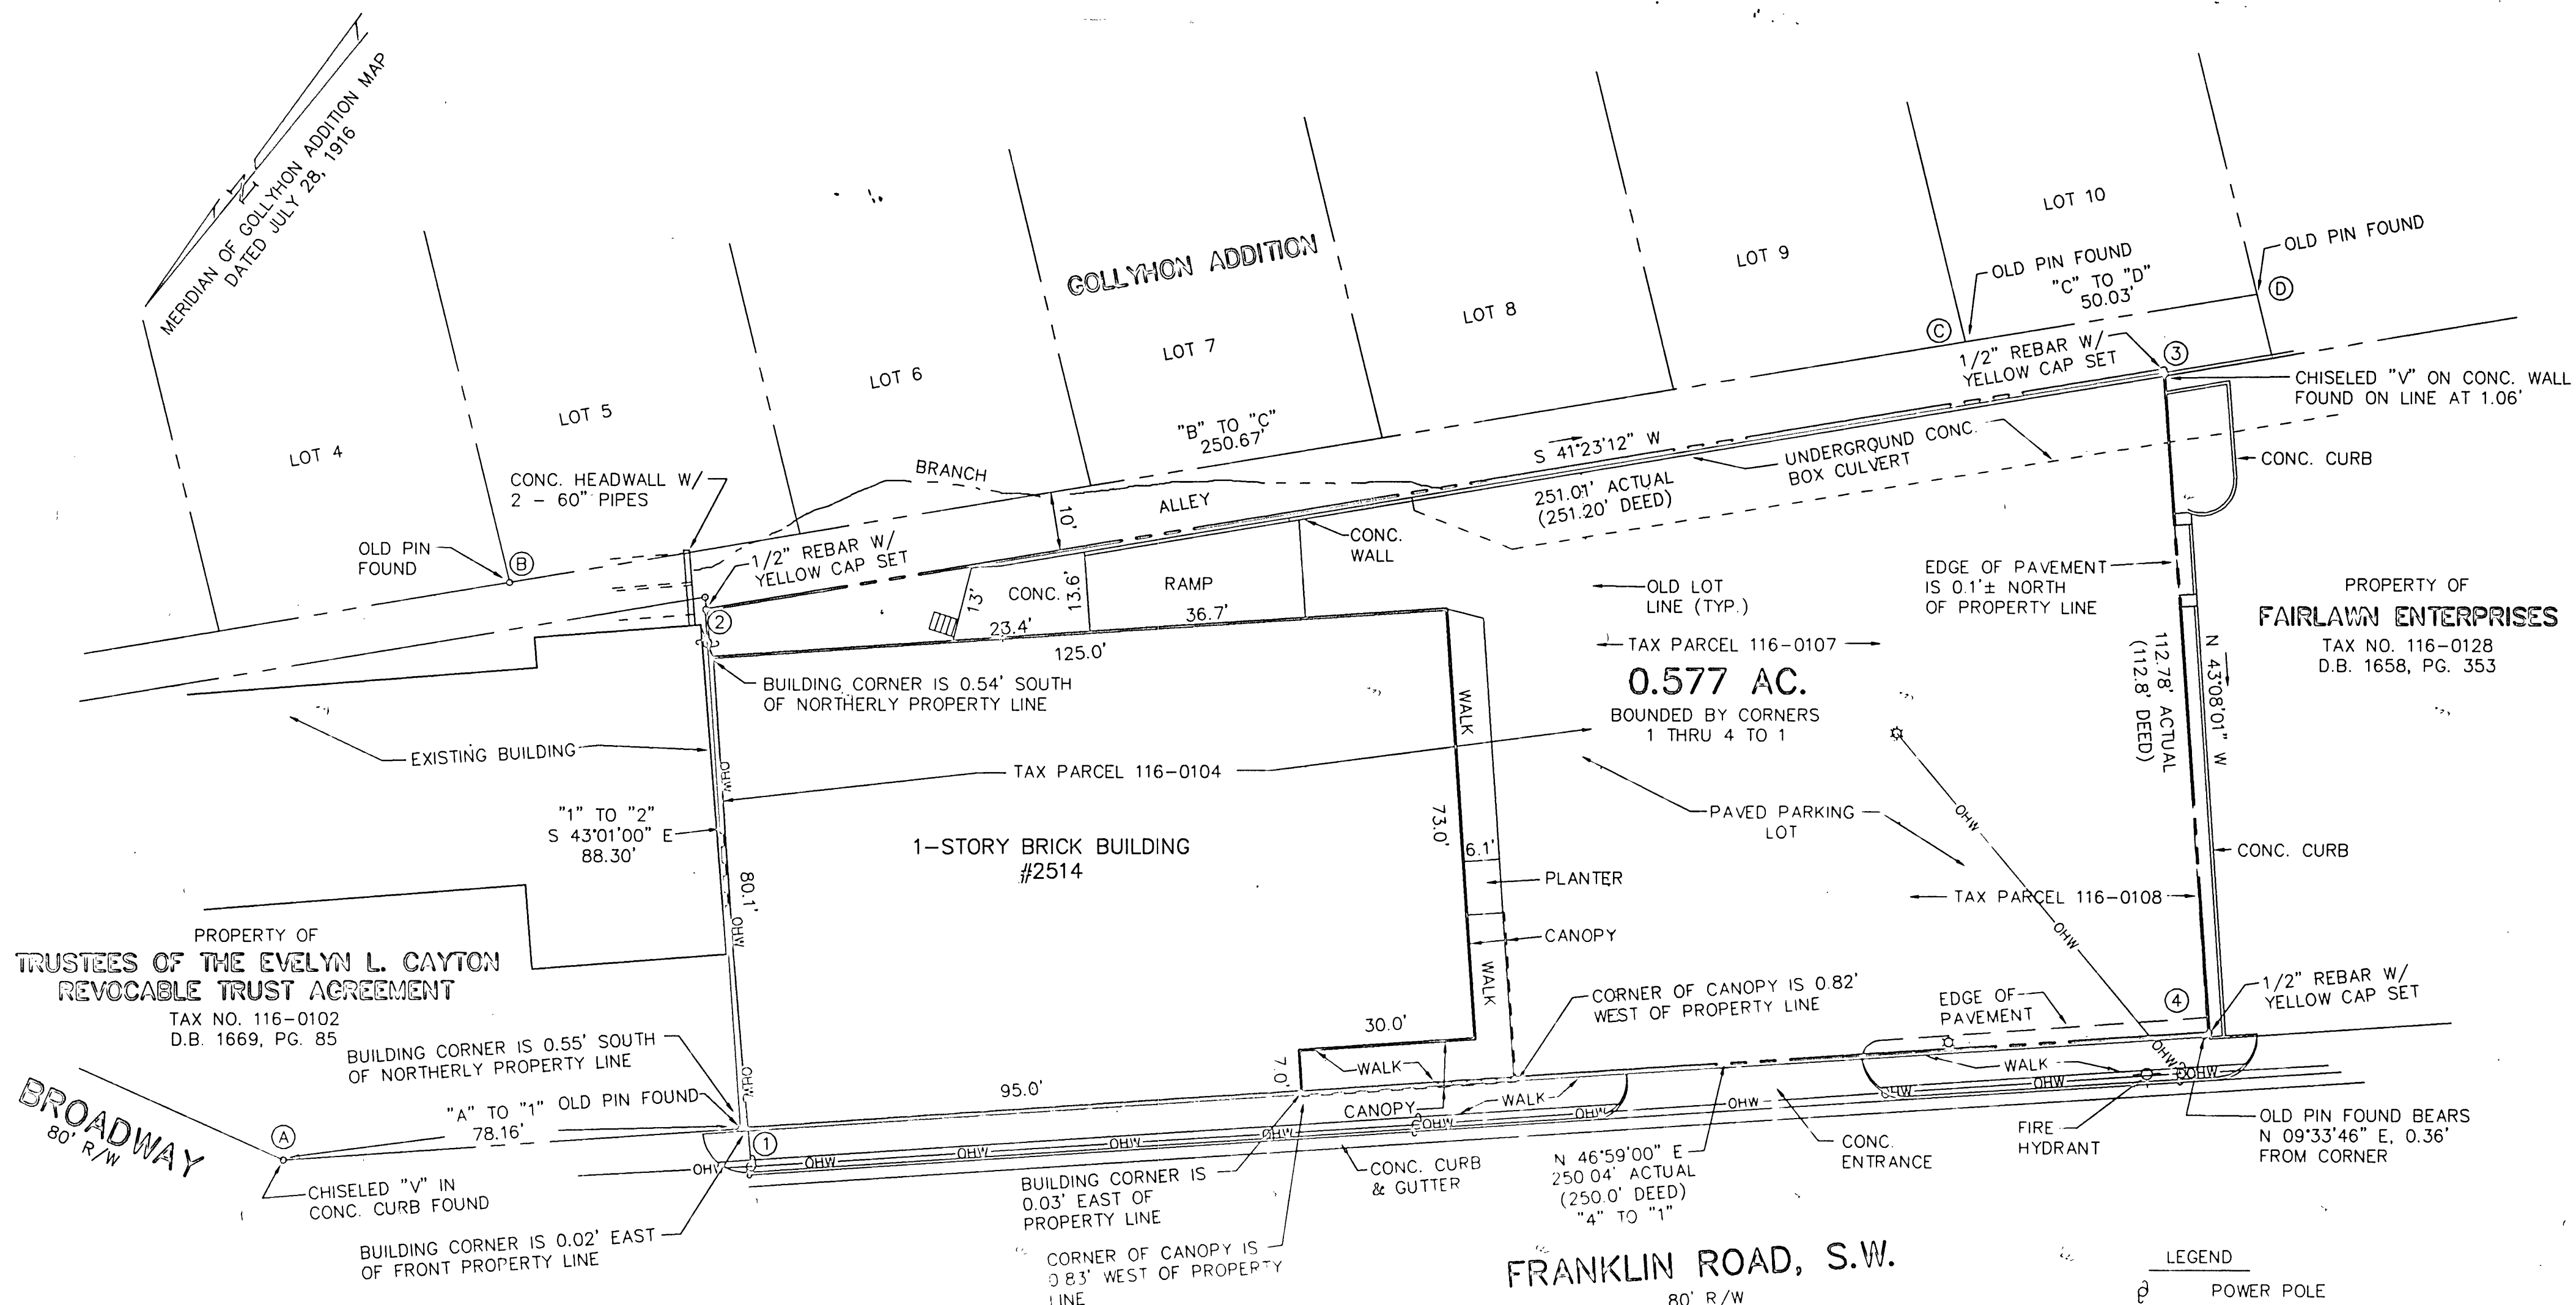 MERIDIAN OF GOLLYHON ADDITION MAP
DATED JULY 28, 1916
N
GOLLYHON ADDITION
LOT 4
LOT 5
LOT 6
LOT 7
LOT 8
LOT 9
LOT 10
OLD PIN FOUND
D
OLD PIN FOUND
"C" TO "D"
50.03'
C
1/2" REBAR W/
YELLOW CAP SET
3
CHISELED "V" ON CONC. WALL
FOUND ON LINE AT 1.06'
"B" TO "C"
250.67'
S 41°23'12" W
251.01' ACTUAL
(251.20' DEED)
UNDERGROUND CONC.
BOX CULVERT
CONC. CURB
CONC. HEADWALL W/
2 - 60" PIPES
BRANCH
ALLEY
10'
OLD PIN
FOUND
B
1/2" REBAR W/
YELLOW CAP SET
2
CONC.
WALL
CONC.
RAMP
13'
13.6'
23.4'
36.7'
125.0'
OLD LOT
LINE (TYP.)
TAX PARCEL 116-0107
0.577 AC.
BOUNDED BY CORNERS
1 THRU 4 TO 1
EDGE OF PAVEMENT
IS 0.1'± NORTH
OF PROPERTY LINE
PROPERTY OF
FAIRLAWN ENTERPRISES
TAX NO. 116-0128
D.B. 1658, PG. 353
N 43°08'01" W
112.78' ACTUAL
(112.8' DEED)
BUILDING CORNER IS 0.54' SOUTH
OF NORTHERLY PROPERTY LINE
EXISTING BUILDING
OHW
TAX PARCEL 116-0104
WALK
"1" TO "2"
S 43°01'00" E
88.30'
1-STORY BRICK BUILDING
#2514
73.0'
6.1'
PAVED PARKING
LOT
OHW
CONC. CURB
PLANTER
80.1'
OHW
TAX PARCEL 116-0108
OHW
CANOPY
WALK
PROPERTY OF
TRUSTEES OF THE EVELYN L. CAYTON
REVOCABLE TRUST AGREEMENT
TAX NO. 116-0102
D.B. 1669, PG. 85
CORNER OF CANOPY IS 0.82'
WEST OF PROPERTY LINE
EDGE OF
PAVEMENT
4
1/2" REBAR W/
YELLOW CAP SET
BUILDING CORNER IS 0.55' SOUTH
OF NORTHERLY PROPERTY LINE
30.0'
7.0'
WALK
WALK
OHW
OHW
OHW
OHW
95.0'
CANOPY
WALK
OHW
OHW
OHW
OHW
BROADWAY
80' R/W
"A" TO "1"
78.16'
OLD PIN FOUND
A
1
OHW
OHW
OHW
OHW
OHW
CHISELED "V" IN
CONC. CURB FOUND
BUILDING CORNER IS 0.02' EAST
OF FRONT PROPERTY LINE
BUILDING CORNER IS
0.03' EAST OF
PROPERTY LINE
CORNER OF CANOPY IS
0.83' WEST OF PROPERTY
LINE
CONC. CURB
& GUTTER
N 46°59'00" E
250.04' ACTUAL
(250.0' DEED)
"4" TO "1"
CONC.
ENTRANCE
FIRE
HYDRANT
OLD PIN FOUND BEARS
N 09°33'46" E, 0.36'
FROM CORNER
FRANKLIN ROAD, S.W.
80' R/W
LEGEND
POWER POLE